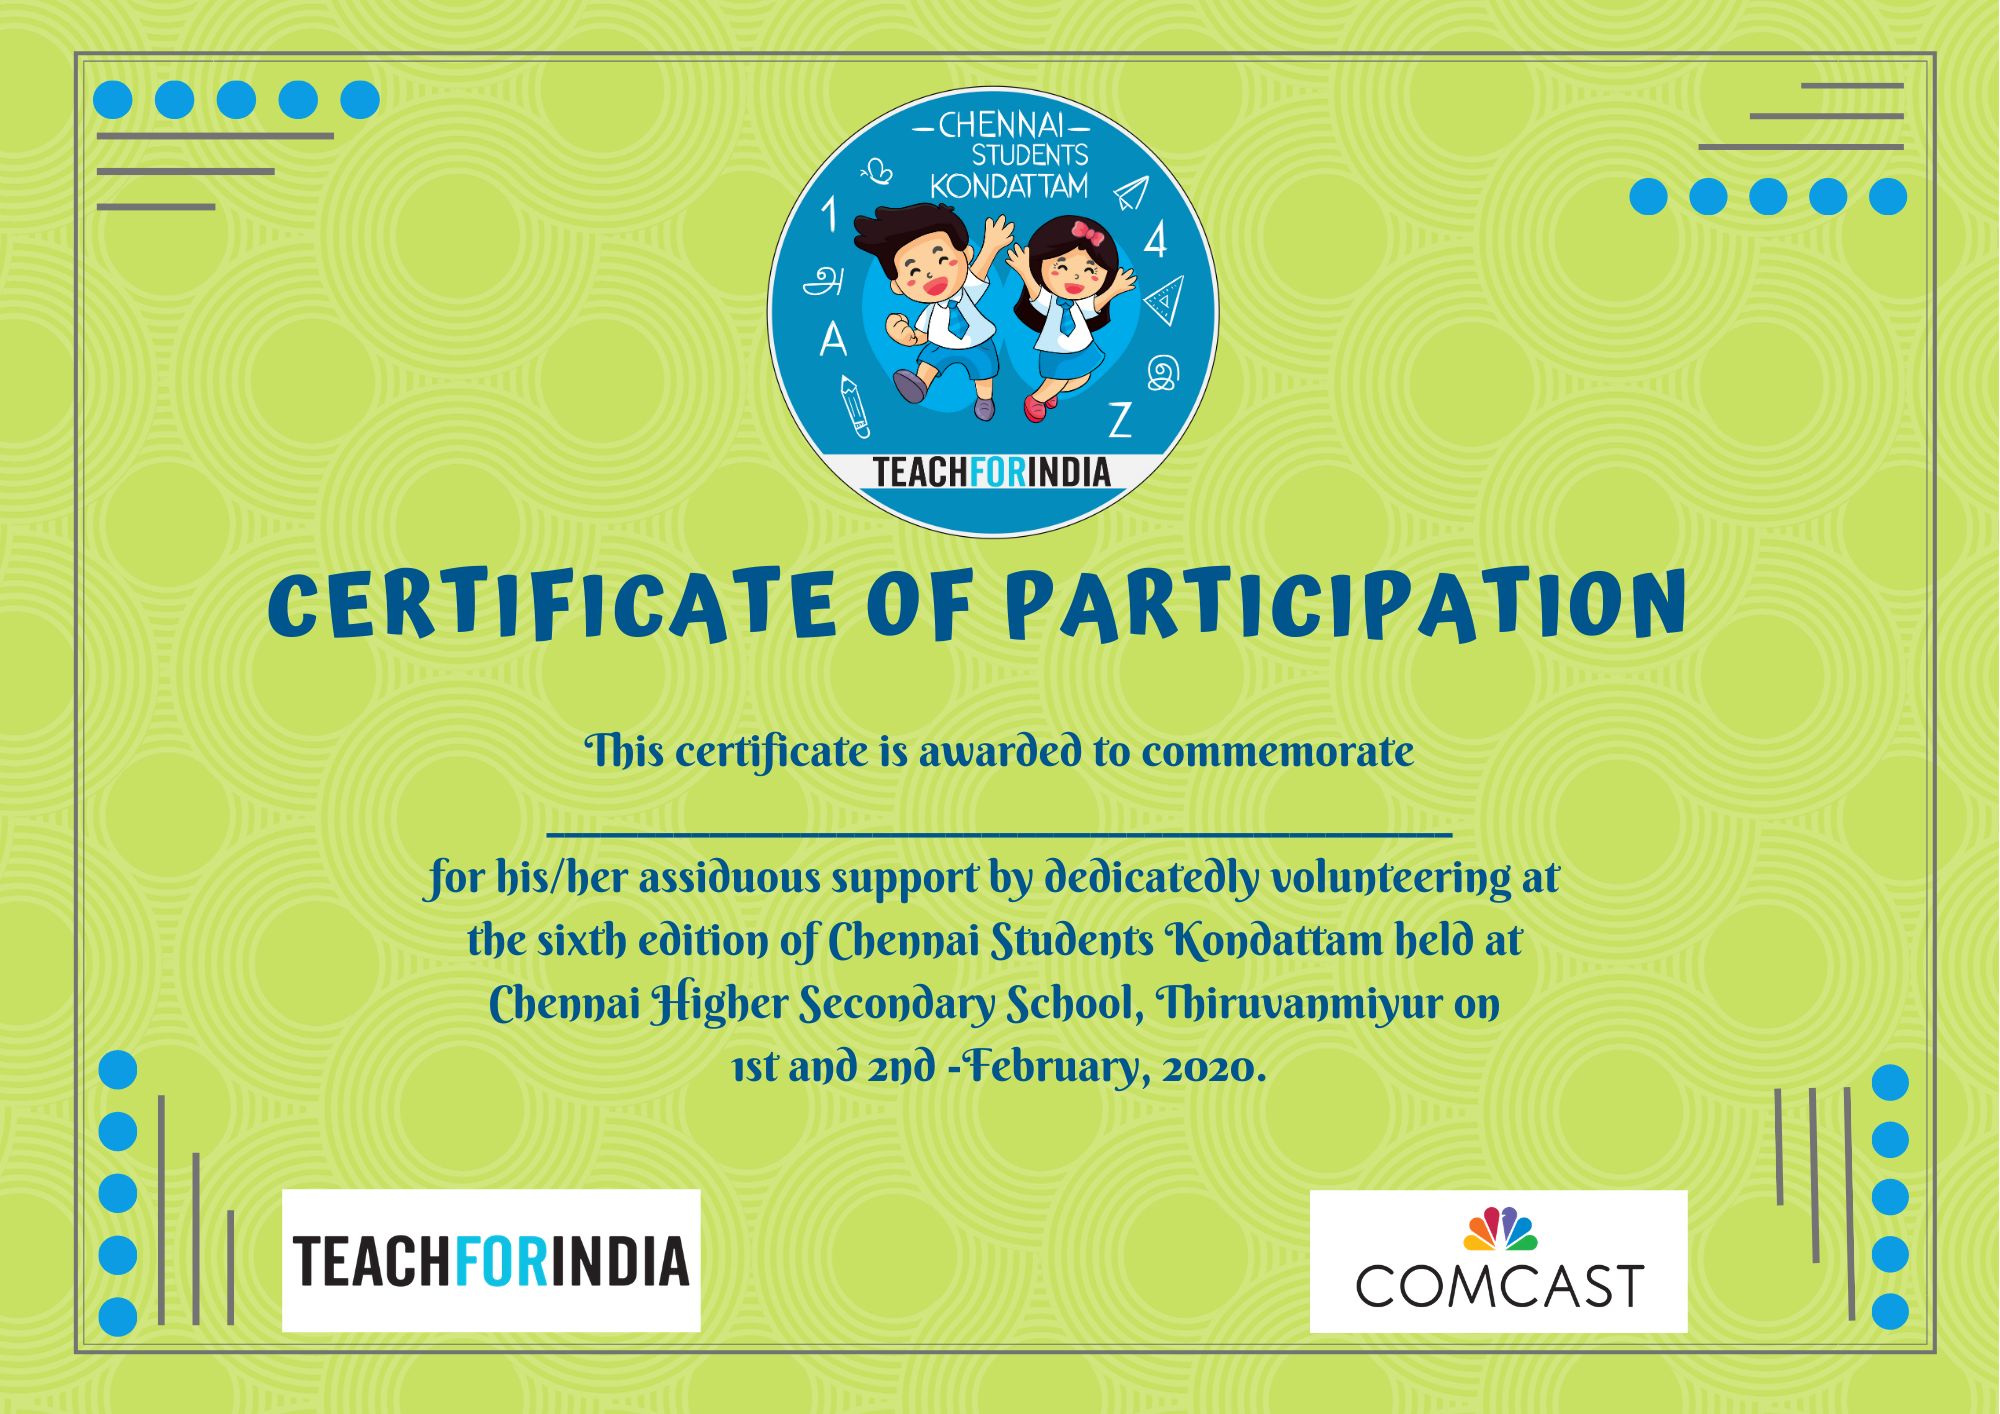 CHENNAI
STUDENTS
KONDATTAM
1
4
அ
A
இ
Z
TEACHFORINDIA
CERTIFICATE OF PARTICIPATION
This certificate is awarded to commemorate
for his/her assiduous support by dedicatedly volunteering at
the sixth edition of Chennai Students Kondattam held at
Chennai Higher Secondary School, Thiruvanmiyur on
1st and 2nd -February, 2020.
TEACHFORINDIA
COMCAST